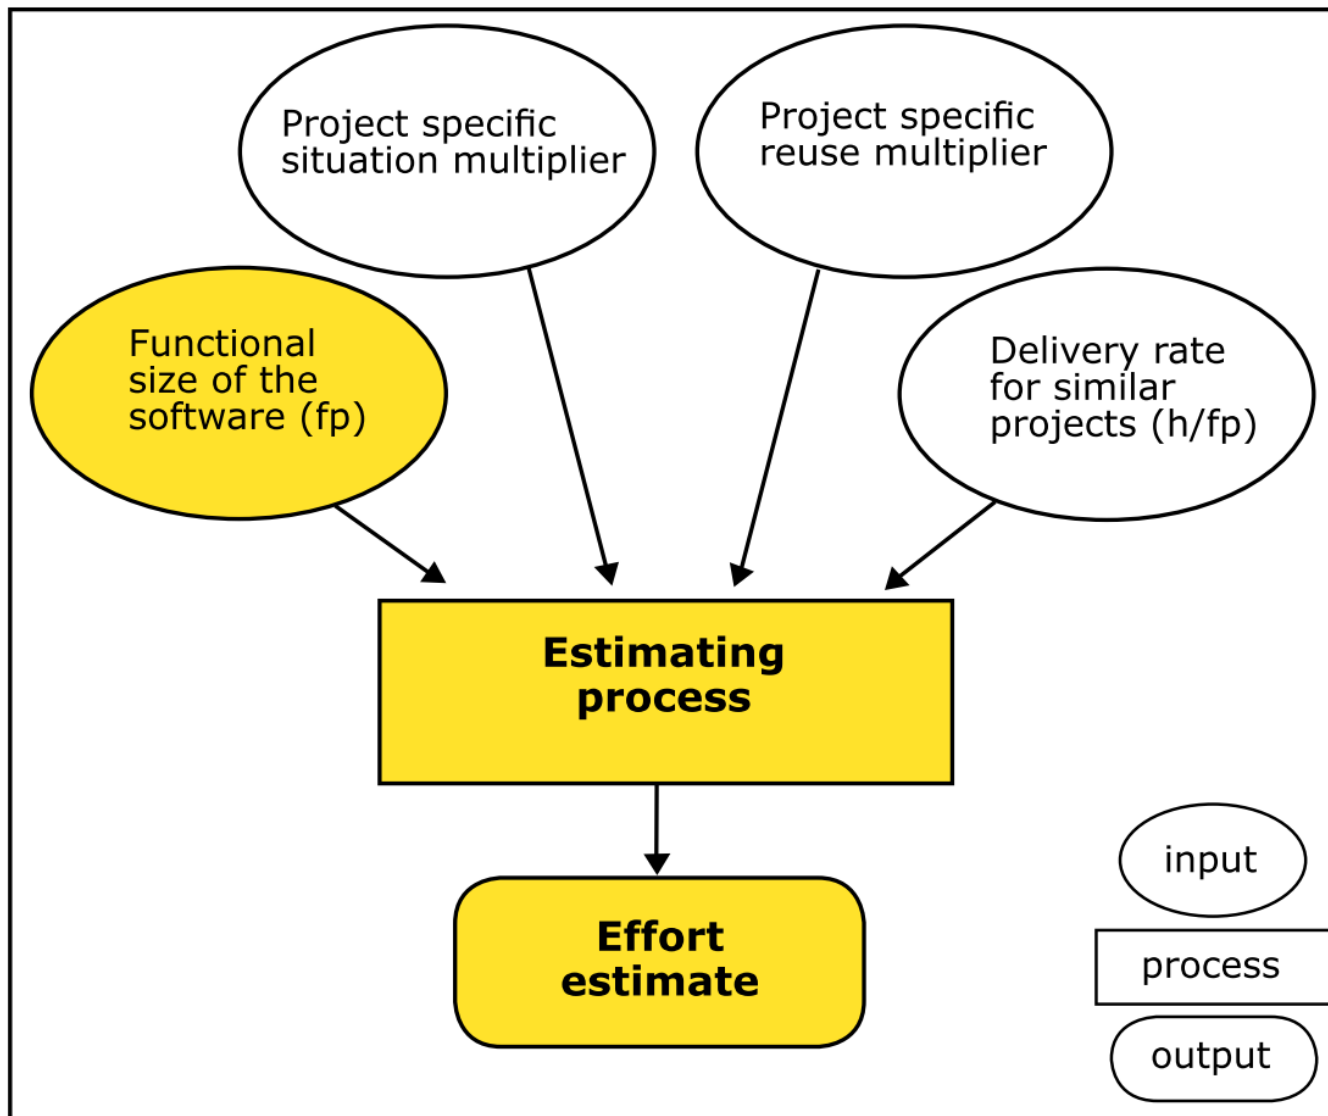 Project specific
situation multiplier
Project specific
reuse multiplier
Functional
size of the
software (fp)
Delivery rate
for similar
projects (h/fp)
Estimating
process
Effort
estimate
input
process
output